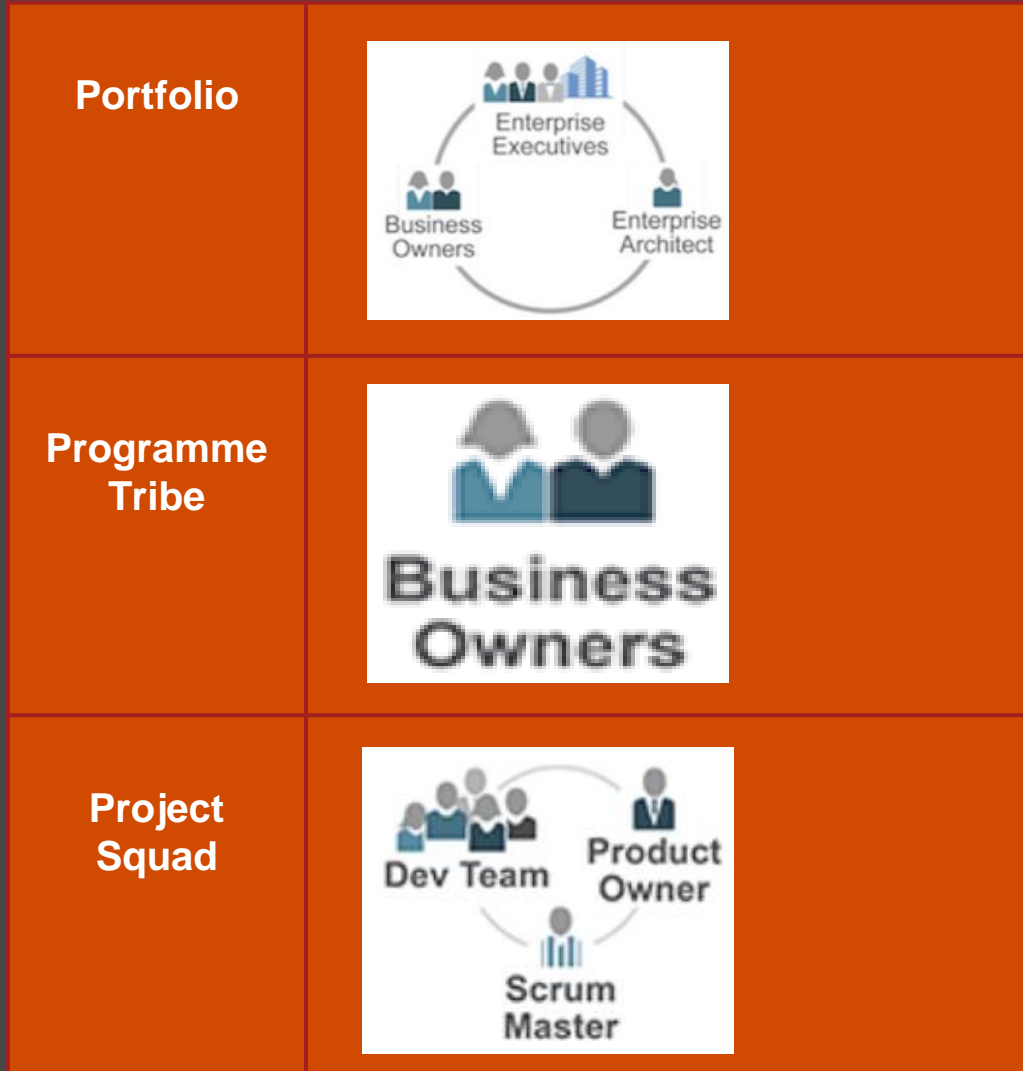 Portfolio
Enterprise
Executives
Business
Owners
Enterprise
Architect
Programme
Tribe
Business
Owners
Project
Squad
Dev Team
Product
Owner
Scrum
Master